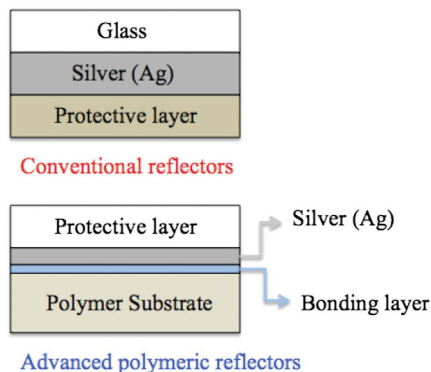 Glass
Silver (Ag)
Protective layer
Conventional reflectors
Protective layer
Silver (Ag)
Polymer Substrate
Bonding layer
Advanced polymeric reflectors